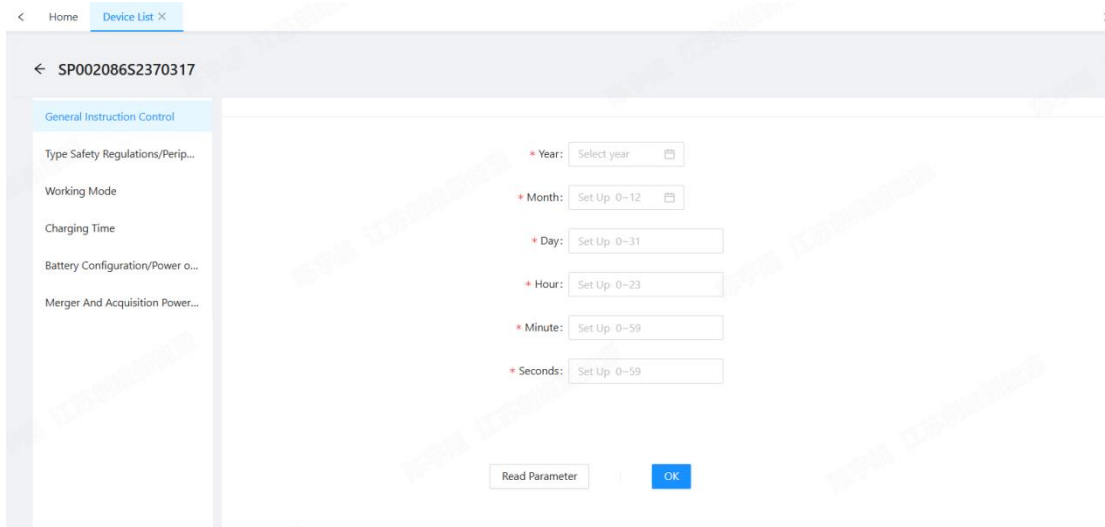 Home
Device List
SP002086S2370317
General Instruction Control
Type Safety Regulations/Perip...
Working Mode
Charging Time
Battery Configuration/Power o...
Merger And Acquisition Power...
* Year: Select year
* Month: Set Up 0~12
* Day: Set Up 0~31
* Hour: Set Up 0~23
* Minute: Set Up 0~59
* Seconds: Set Up 0~59
Read Parameter
OK